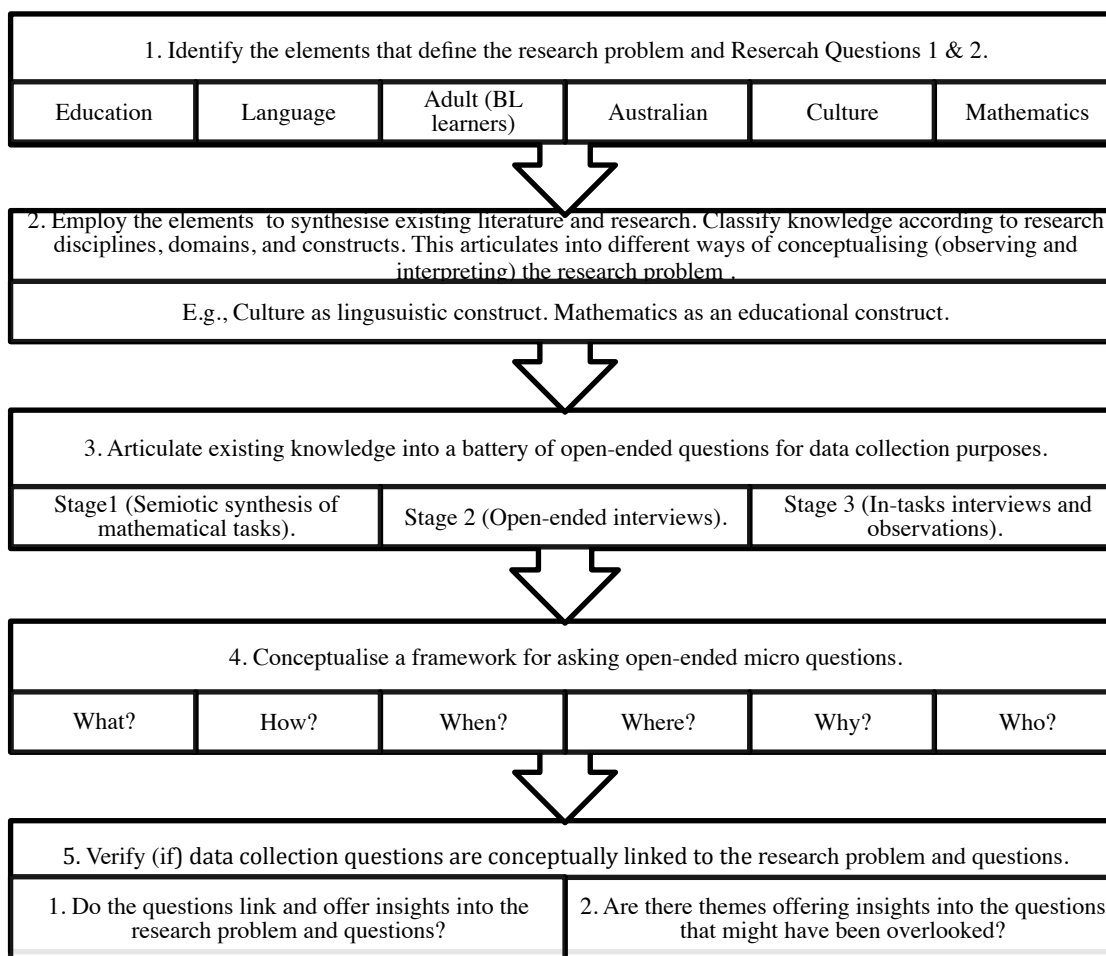 1. Identify the elements that define the research problem and Resercah Questions 1 & 2.
Education
Language
Adult (BL
learners)
Australian
Culture
Mathematics
2. Employ the elements to synthesise existing literature and research. Classify knowledge according to research
disciplines, domains, and constructs. This articulates into different ways of conceptualising (observing and
interpreting) the research problem .
E.g., Culture as lingusuistic construct. Mathematics as an educational construct.
3. Articulate existing knowledge into a battery of open-ended questions for data collection purposes.
Stage1 (Semiotic synthesis of
mathematical tasks).
Stage 2 (Open-ended interviews).
Stage 3 (In-tasks interviews and
observations).
4. Conceptualise a framework for asking open-ended micro questions.
What?
How?
When?
Where?
Why?
Who?
5. Verify (if) data collection questions are conceptually linked to the research problem and questions.
1. Do the questions link and offer insights into the
research problem and questions?
2. Are there themes offering insights into the questions
that might have been overlooked?